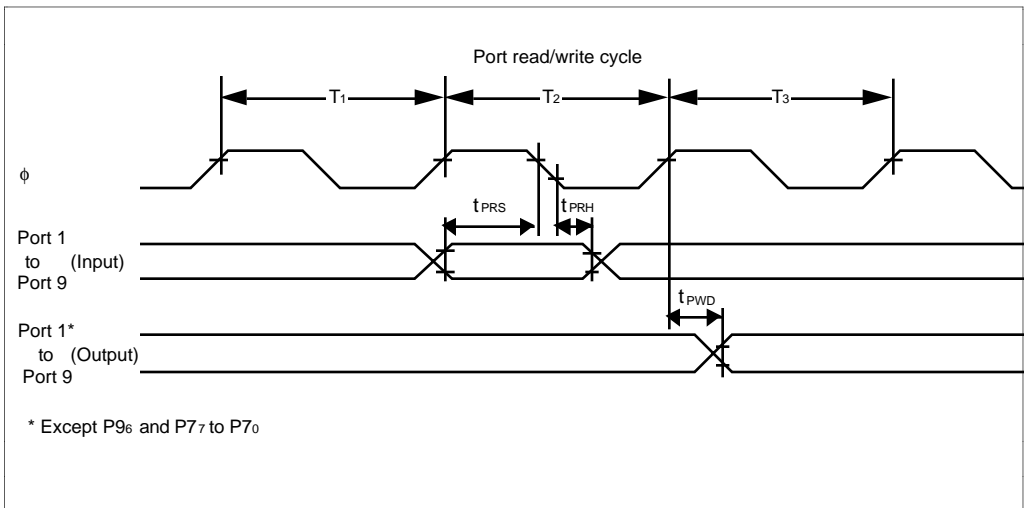 Port read/write cycle
T1 T2 T3
ϕ
tPRS tPRH
Port 1
to (Input)
Port 9
tPWD
Port 1*
to (Output)
Port 9
* Except P96 and P77 to P70